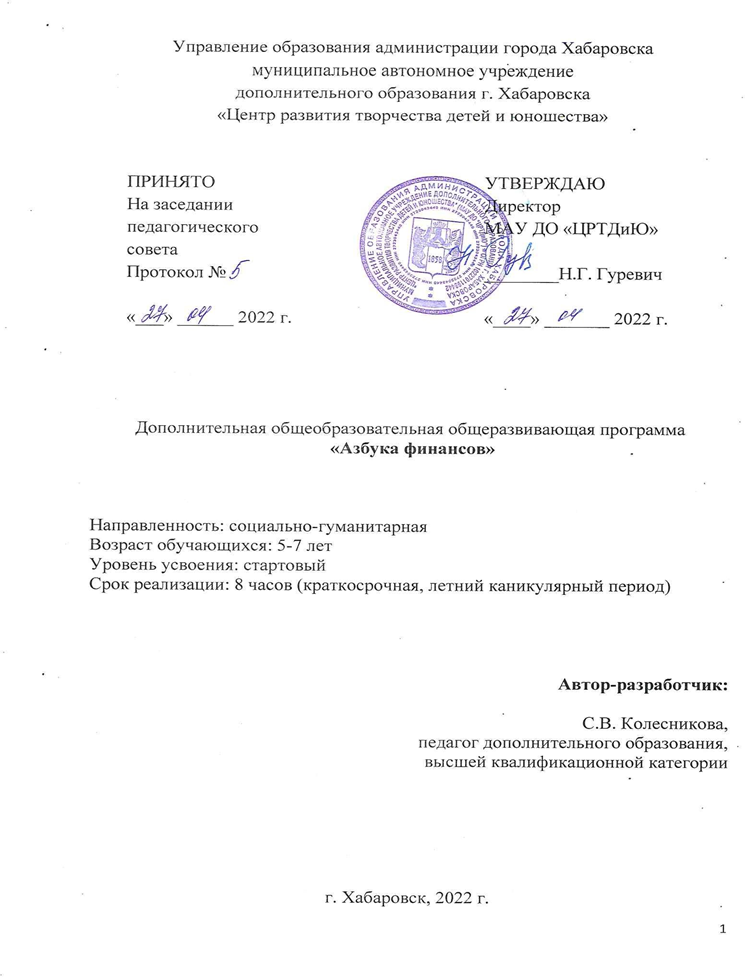 Управление образования администрации города Хабаровска
муниципальное автономное учреждение
дополнительного образования г. Хабаровска
«Центр развития творчества детей и юношества»
ПРИНЯТО
На заседании
педагогического
совета
Протокол № 5
«27» 04 2022 г.
УТВЕРЖДАЮ
Директор
МАУ ДО «ЦРТДиЮ»
Н.Г. Гуревич
«27» 04 2022 г.
1858
Дополнительная общеобразовательная общеразвивающая программа
«Азбука финансов»
Направленность: социально-гуманитарная
Возраст обучающихся: 5-7 лет
Уровень усвоения: стартовый
Срок реализации: 8 часов (краткосрочная, летний каникулярный период)
Автор-разработчик:
С.В. Колесникова,
педагог дополнительного образования,
высшей квалификационной категории
г. Хабаровск, 2022 г.
1